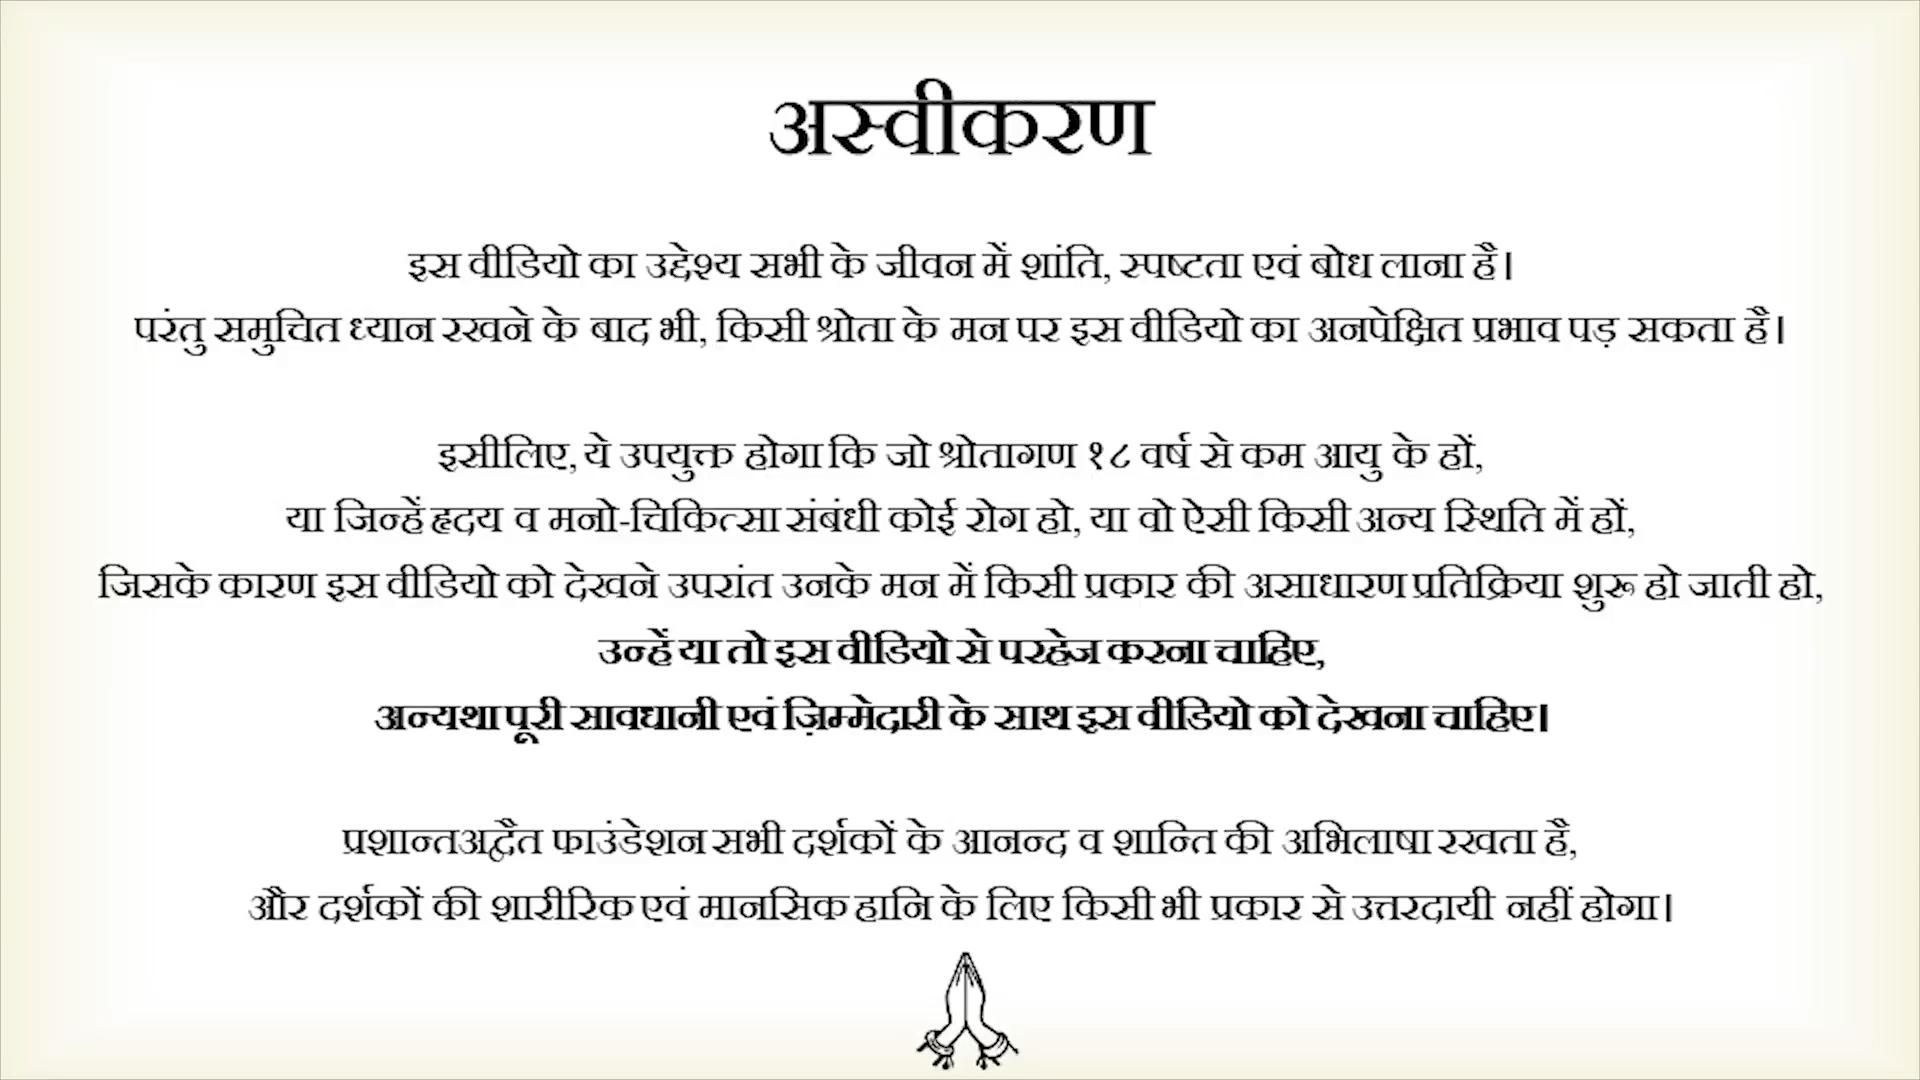 अस्वीकरण
इस वीडियो का उद्देश्य सभी के जीवन में शांति, स्पष्टता एवं बोध लाना है।
परंतु समुचित ध्यान रखने के बाद भी, किसी श्रोता के मन पर इस वीडियो का अनपेक्षित प्रभाव पड़ सकता है।
इसीलिए, ये उपयुक्त होगा कि जो श्रोतागण १८ वर्ष से कम आयु के हों,
या जिन्हें हृदय व मनो-चिकित्सा संबंधी कोई रोग हो, या वो ऐसी किसी अन्य स्थिति में हों,
जिसके कारण इस वीडियो को देखने उपरांत उनके मन में किसी प्रकार की असाधारण प्रतिक्रिया शुरू हो जाती हो,
उन्हें या तो इस वीडियो से परहेज करना चाहिए,
अन्यथा पूरी सावधानी एवं ज़िम्मेदारी के साथ इस वीडियो को देखना चाहिए।
प्रशान्तअद्वैत फाउंडेशन सभी दर्शकों के आनन्द व शान्ति की अभिलाषा रखता है,
और दर्शकों की शारीरिक एवं मानसिक हानि के लिए किसी भी प्रकार से उत्तरदायी नहीं होगा।